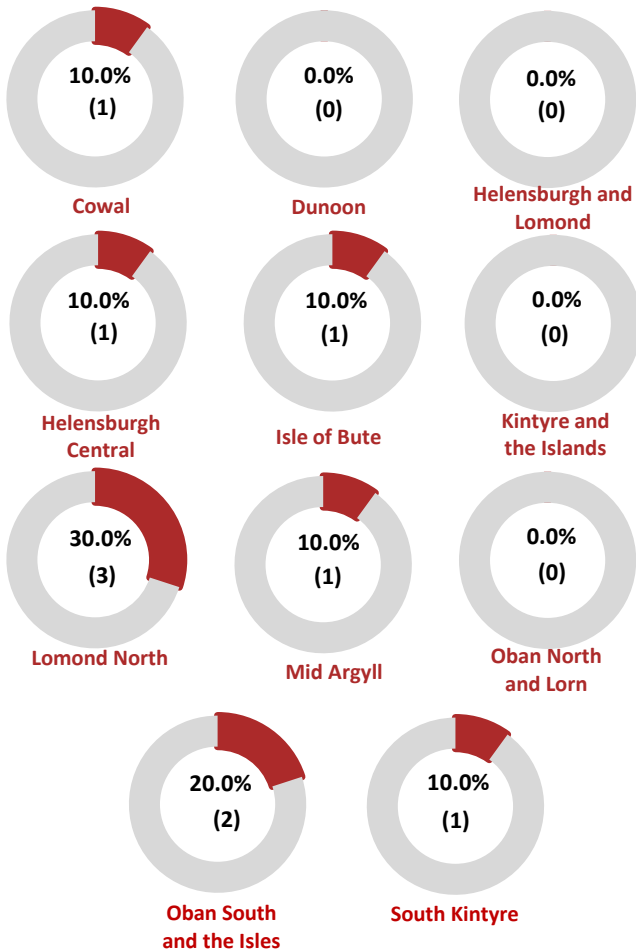 10.0%
(1)
Cowal
0.0%
(0)
Dunoon
0.0%
(0)
Helensburgh and
Lomond
10.0%
(1)
Helensburgh
Central
10.0%
(1)
Isle of Bute
0.0%
(0)
Kintyre and
the Islands
30.0%
(3)
Lomond North
10.0%
(1)
Mid Argyll
0.0%
(0)
Oban North
and Lorn
20.0%
(2)
Oban South
and the Isles
10.0%
(1)
South Kintyre